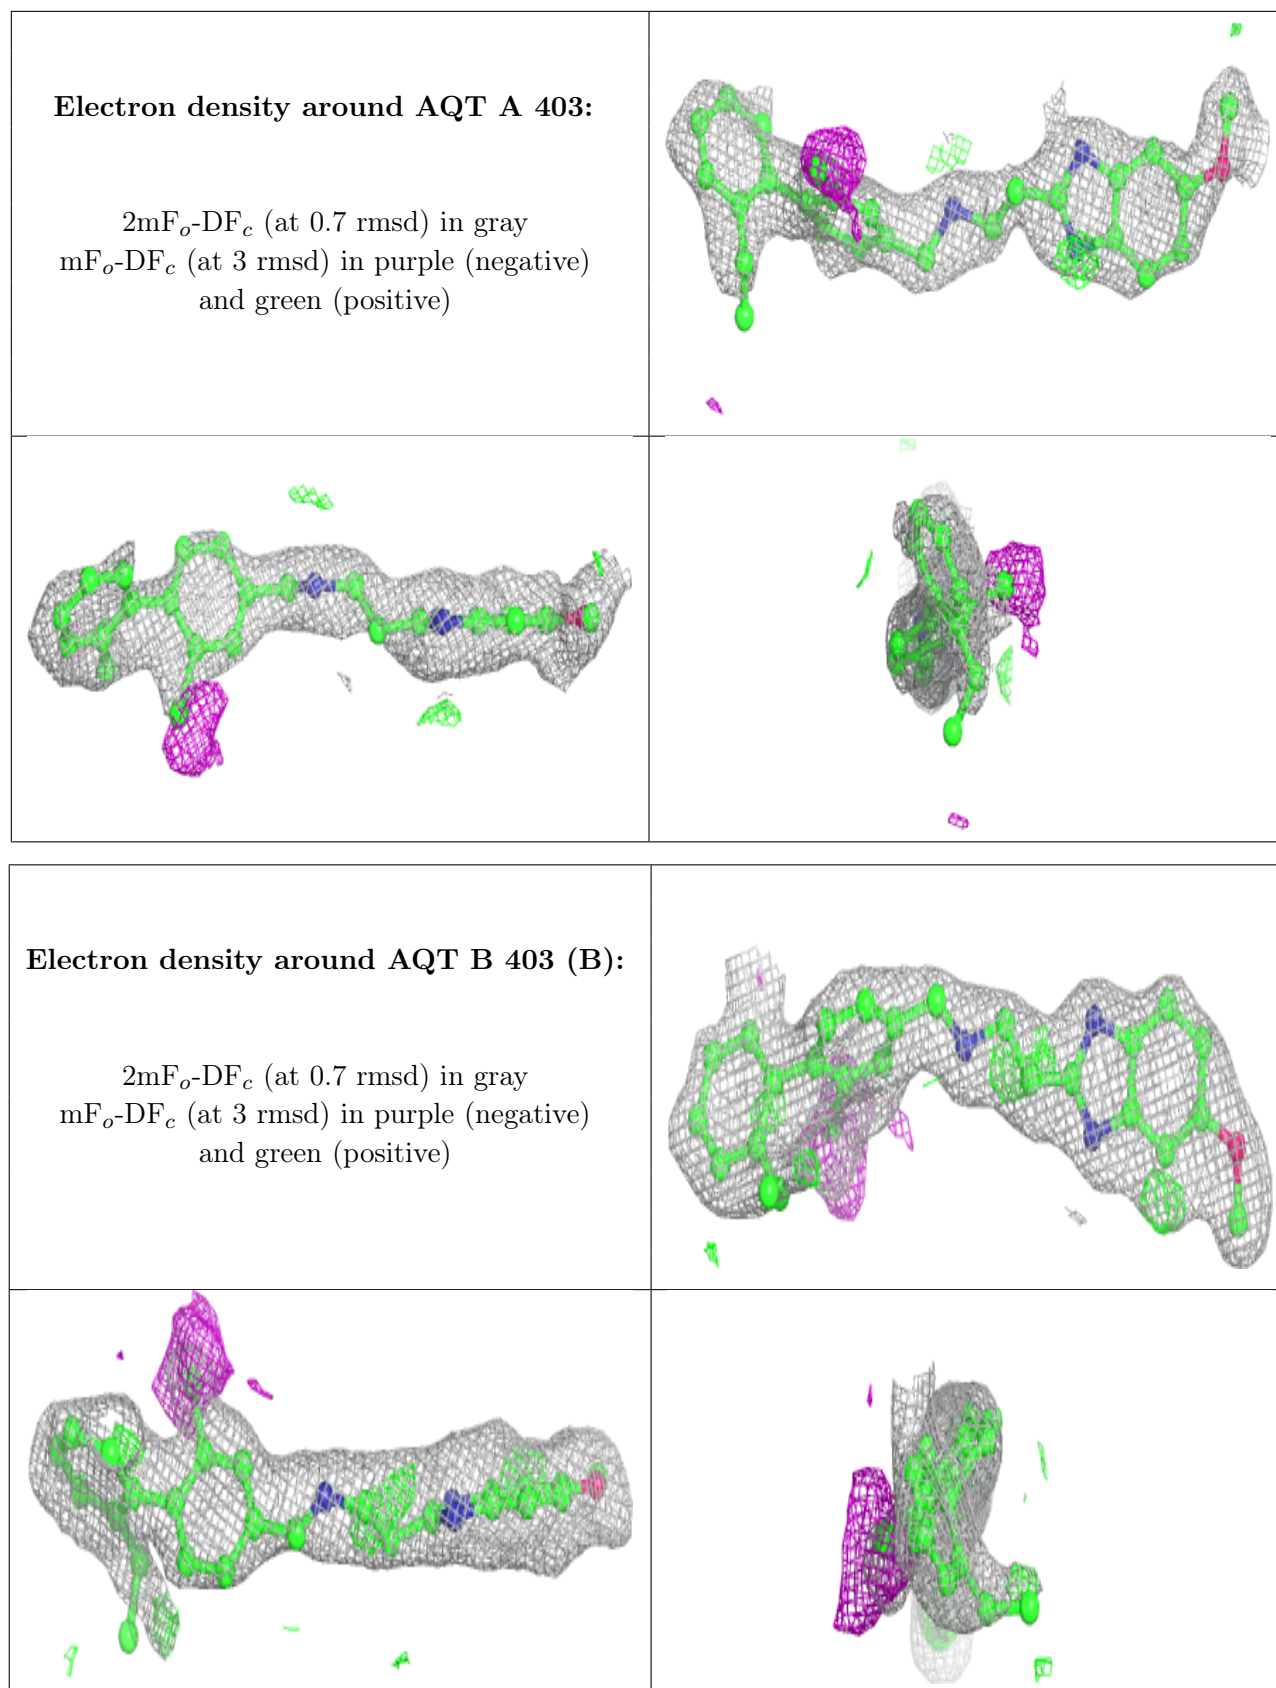 Electron density around AQT A 403:
2mFo-DFc (at 0.7 rmsd) in gray
mFo-DFc (at 3 rmsd) in purple (negative)
and green (positive)
Electron density around AQT B 403 (B):
2mFo-DFc (at 0.7 rmsd) in gray
mFo-DFc (at 3 rmsd) in purple (negative)
and green (positive)